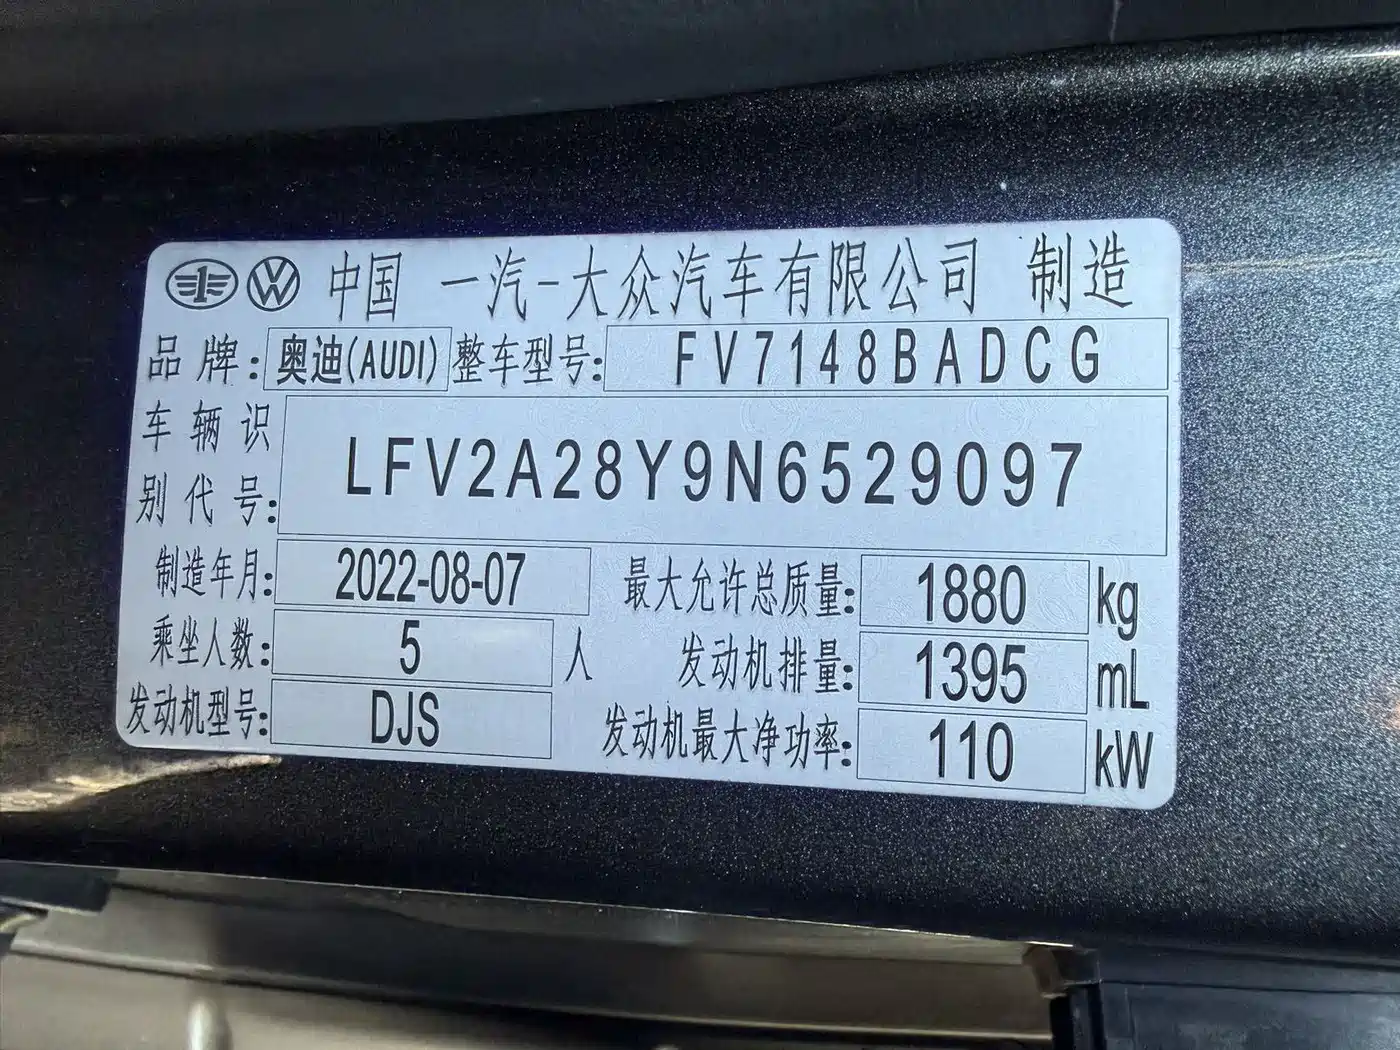 中国 一汽-大众汽车有限公司 制造
品牌: 奥迪(AUDI) 整车型号: FV7148BADCG
车辆识别代号: LFV2A28Y9N6529097
制造年月: 2022-08-07 最大允许总质量: 1880 kg
乘坐人数: 5 人 发动机排量: 1395 mL
发动机型号: DJS 发动机最大净功率: 110 kW